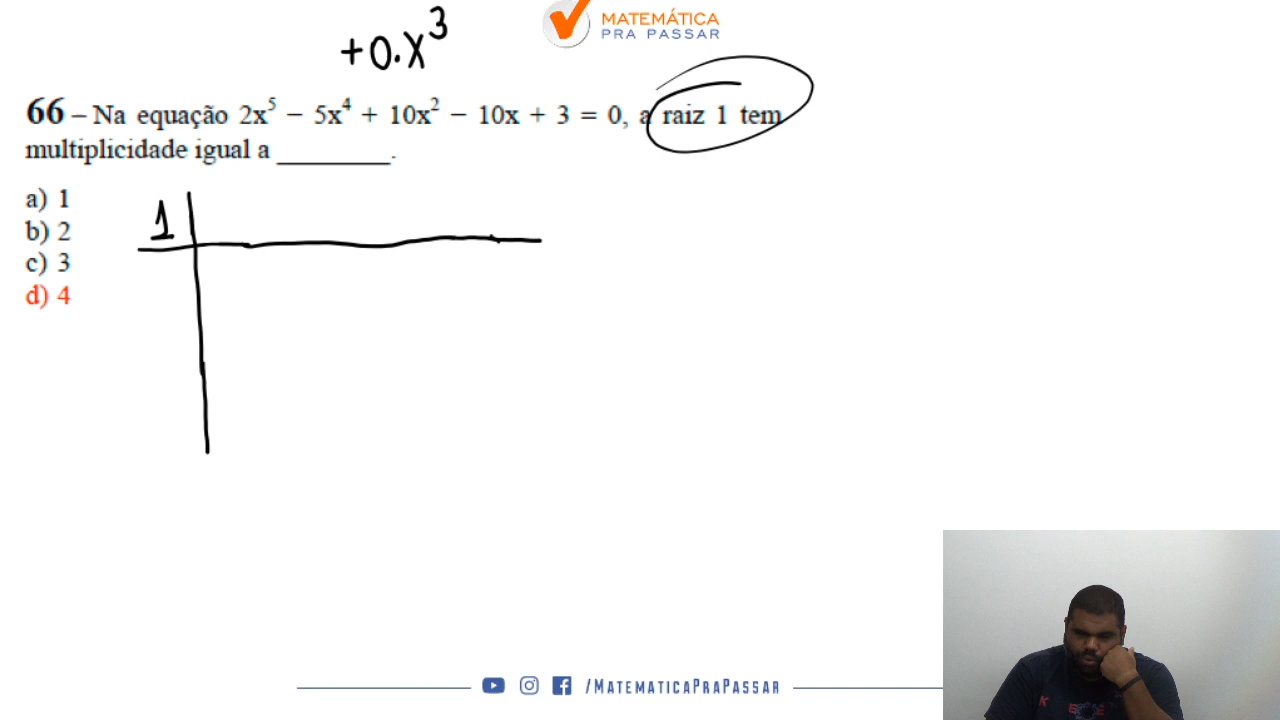 +0.x³
MATEMÁTICA
PRA PASSAR
66 – Na equação 2x⁵ − 5x⁴ + 10x² − 10x + 3 = 0, a raiz 1 tem
multiplicidade igual a _________.
a) 1
b) 2
c) 3
d) 4
1
/MATEMATICAPRAPASSAR